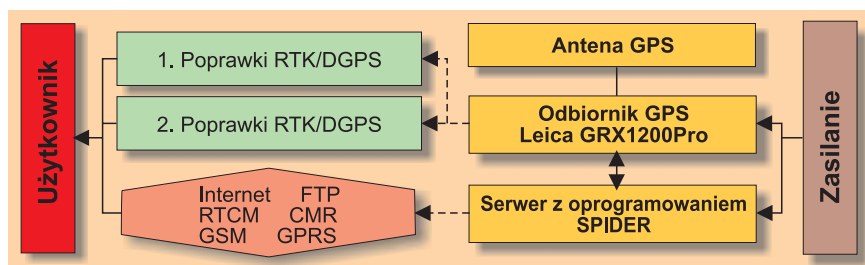 Użytkownik
1. Poprawki RTK/DGPS
2. Poprawki RTK/DGPS
Internet FTP
RTCM CMR
GSM GPRS
Antena GPS
Odbiornik GPS
Leica GRX1200Pro
Serwer z oprogramowaniem
SPIDER
Zasilanie